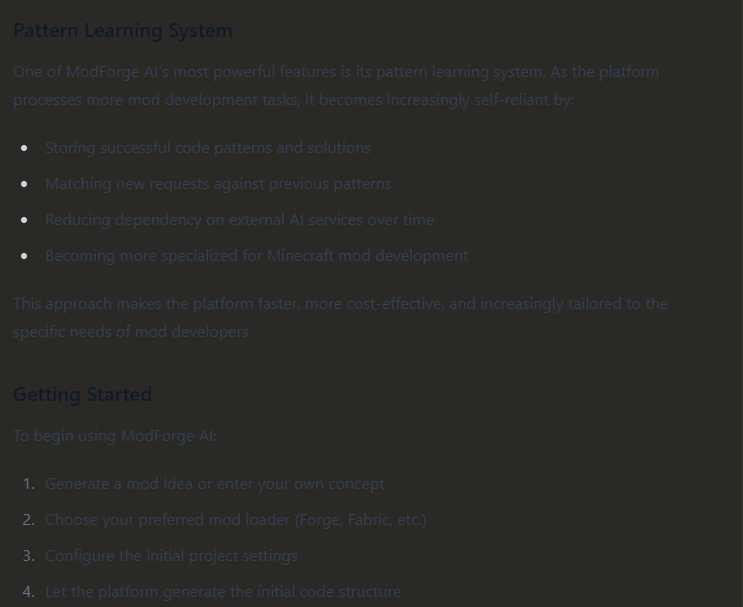 Pattern Learning System
One of ModForge AI's most powerful features is its pattern learning system. As the platform
processes more mod development tasks, it becomes increasingly self-reliant by:
• Storing successful code patterns and solutions
• Matching new requests against previous patterns
• Reducing dependency on external AI services over time
• Becoming more specialized for Minecraft mod development
This approach makes the platform faster, more cost-effective, and increasingly tailored to the
specific needs of mod developers.
Getting Started
To begin using ModForge AI:
1. Generate a mod idea or enter your own concept
2. Choose your preferred mod loader (Forge, Fabric, etc.)
3. Configure the initial project settings
4. Let the platform generate the initial code structure